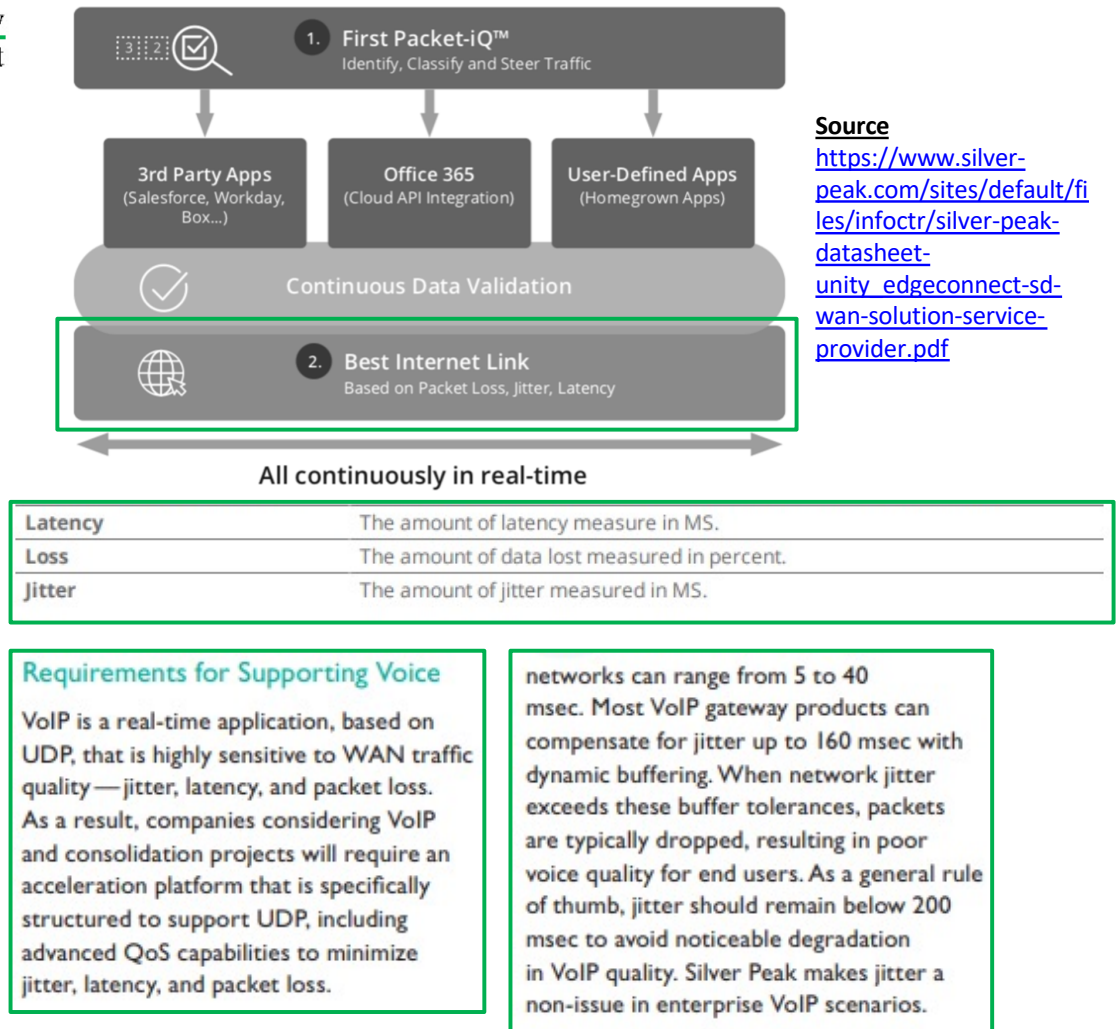 1. First Packet-iQ™
Identify, Classify and Steer Traffic
3 2
3rd Party Apps
(Salesforce, Workday,
Box...)
Office 365
(Cloud API Integration)
User-Defined Apps
(Homegrown Apps)
Continuous Data Validation
2. Best Internet Link
Based on Packet Loss, Jitter, Latency
All continuously in real-time
Source
https://www.silver-
peak.com/sites/default/fi
les/infoctr/silver-peak-
datasheet-
unity_edgeconnect-sd-
wan-solution-service-
provider.pdf
Latency The amount of latency measure in MS.
Loss The amount of data lost measured in percent.
Jitter The amount of jitter measured in MS.
Requirements for Supporting Voice
VoIP is a real-time application, based on
UDP, that is highly sensitive to WAN traffic
quality—jitter, latency, and packet loss.
As a result, companies considering VoIP
and consolidation projects will require an
acceleration platform that is specifically
structured to support UDP, including
advanced QoS capabilities to minimize
jitter, latency, and packet loss.
networks can range from 5 to 40
msec. Most VoIP gateway products can
compensate for jitter up to 160 msec with
dynamic buffering. When network jitter
exceeds these buffer tolerances, packets
are typically dropped, resulting in poor
voice quality for end users. As a general rule
of thumb, jitter should remain below 200
msec to avoid noticeable degradation
in VoIP quality. Silver Peak makes jitter a
non-issue in enterprise VoIP scenarios.